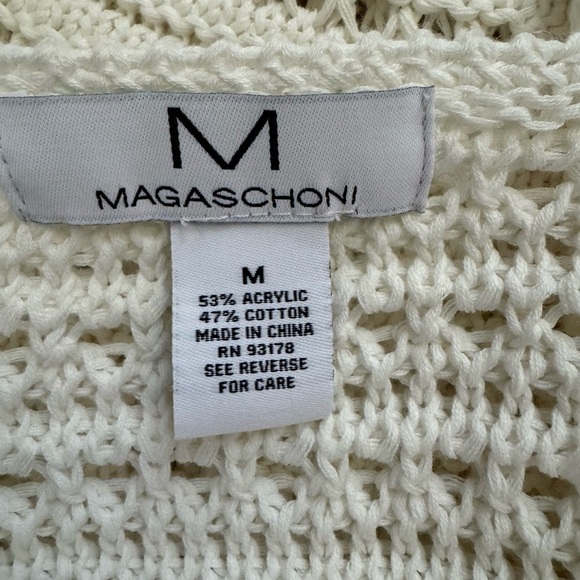 M
MAGASCHONI
M
53% ACRYLIC
47% COTTON
MADE IN CHINA
RN 93178
SEE REVERSE
FOR CARE